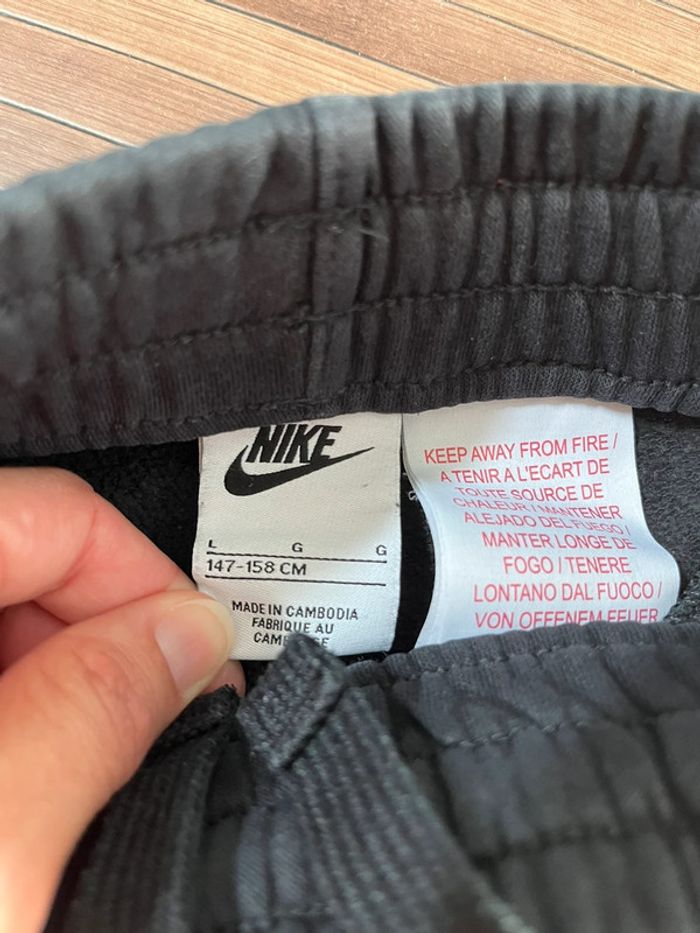 NIKE
L G G
147-158 CM
MADE IN CAMBODIA
FABRIQUE AU
KEEP AWAY FROM FIRE /
A TENIR A L'ECART DE
TOUTE SOURCE DE
CHALEUR / MANTENER
ALEJADO DEL FUEGO /
MANTER LONGE DE
FOGO / TENERE
LONTANO DAL FUOCO /
VON OFFENEM FEUER